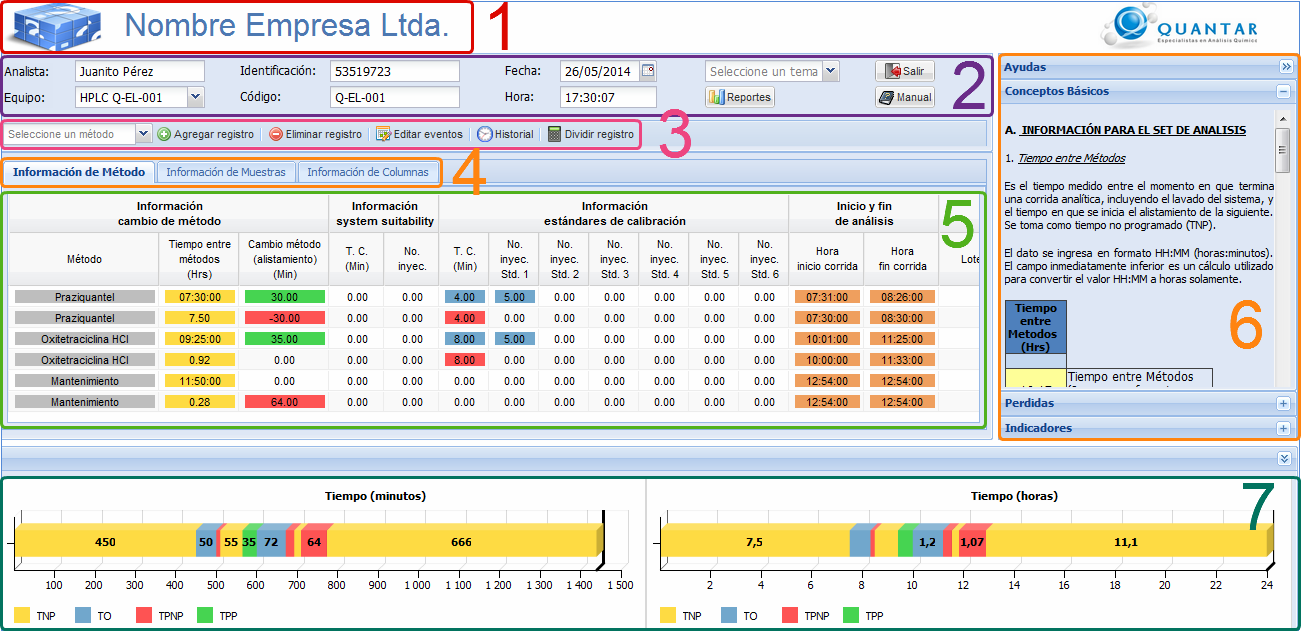 Nombre Empresa Ltda.
1
QUANTAR
Especialistas en Análisis Químico
Analista:
Juanito Pérez
Identificación:
53519723
Fecha:
26/05/2014
Seleccione un tema
Salir
2
Equipo:
HPLC Q-EL-001
Código:
Q-EL-001
Hora:
17:30:07
Reportes
Manual
Seleccione un método
Agregar registro
Eliminar registro
Editar eventos
Historial
Dividir registro
3
Información de Método
Información de Muestras
Información de Columnas
4
Información
cambio de método
Información
system suitability
Información
estándares de calibración
Inicio y fin
de análisis
5
Método
Tiempo entre
métodos
(Hrs)
Cambio método
(alistamiento)
(Min)
T. C.
(Min)
No.
inyec.
T. C.
(Min)
No.
inyec.
Std. 1
No.
inyec.
Std. 2
No.
inyec.
Std. 3
No.
inyec.
Std. 4
No.
inyec.
Std. 5
No.
inyec.
Std. 6
Hora
inicio corrida
Hora
fin corrida
Lote
Praziquantel 07:30:00 30.00 0.00 0.00 4.00 5.00 0.00 0.00 0.00 0.00 0.00 07:31:00 08:26:00
Praziquantel 7.50 -30.00 0.00 0.00 4.00 0.00 0.00 0.00 0.00 0.00 0.00 07:30:00 08:30:00
Oxitetraciclina HCl 09:25:00 35.00 0.00 0.00 8.00 5.00 0.00 0.00 0.00 0.00 0.00 10:01:00 11:25:00
Oxitetraciclina HCl 0.92 0.00 0.00 0.00 8.00 0.00 0.00 0.00 0.00 0.00 0.00 10:00:00 11:33:00
Mantenimiento 11:50:00 0.00 0.00 0.00 0.00 0.00 0.00 0.00 0.00 0.00 0.00 12:54:00 12:54:00
Mantenimiento 0.28 64.00 0.00 0.00 0.00 0.00 0.00 0.00 0.00 0.00 0.00 12:54:00 12:54:00
Ayudas
Conceptos Básicos
A. INFORMACIÓN PARA EL SET DE ANALISIS
1. Tiempo entre Métodos
Es el tiempo medido entre el momento en que termina
una corrida analítica, incluyendo el lavado del sistema, y
el tiempo en que se inicia el alistamiento de la siguiente.
Se toma como tiempo no programado (TNP).
El dato se ingresa en formato HH:MM (horas:minutos).
El campo inmediatamente inferior es un cálculo utilizado
para convertir el valor HH:MM a horas solamente.
Tiempo
entre
Metodos
(Hrs)
Tiempo entre Métodos
6
Perdidas
Indicadores
Tiempo (minutos)
450 50 55 35 72 64 666
100 200 300 400 500 600 700 800 900 1 000 1 100 1 200 1 300 1 400 1 500
TNP TO TPNP TPP
Tiempo (horas)
7
7,5 1,2 1,07 11,1
2 4 6 8 10 12 14 16 18 20 22 24
TNP TO TPNP TPP